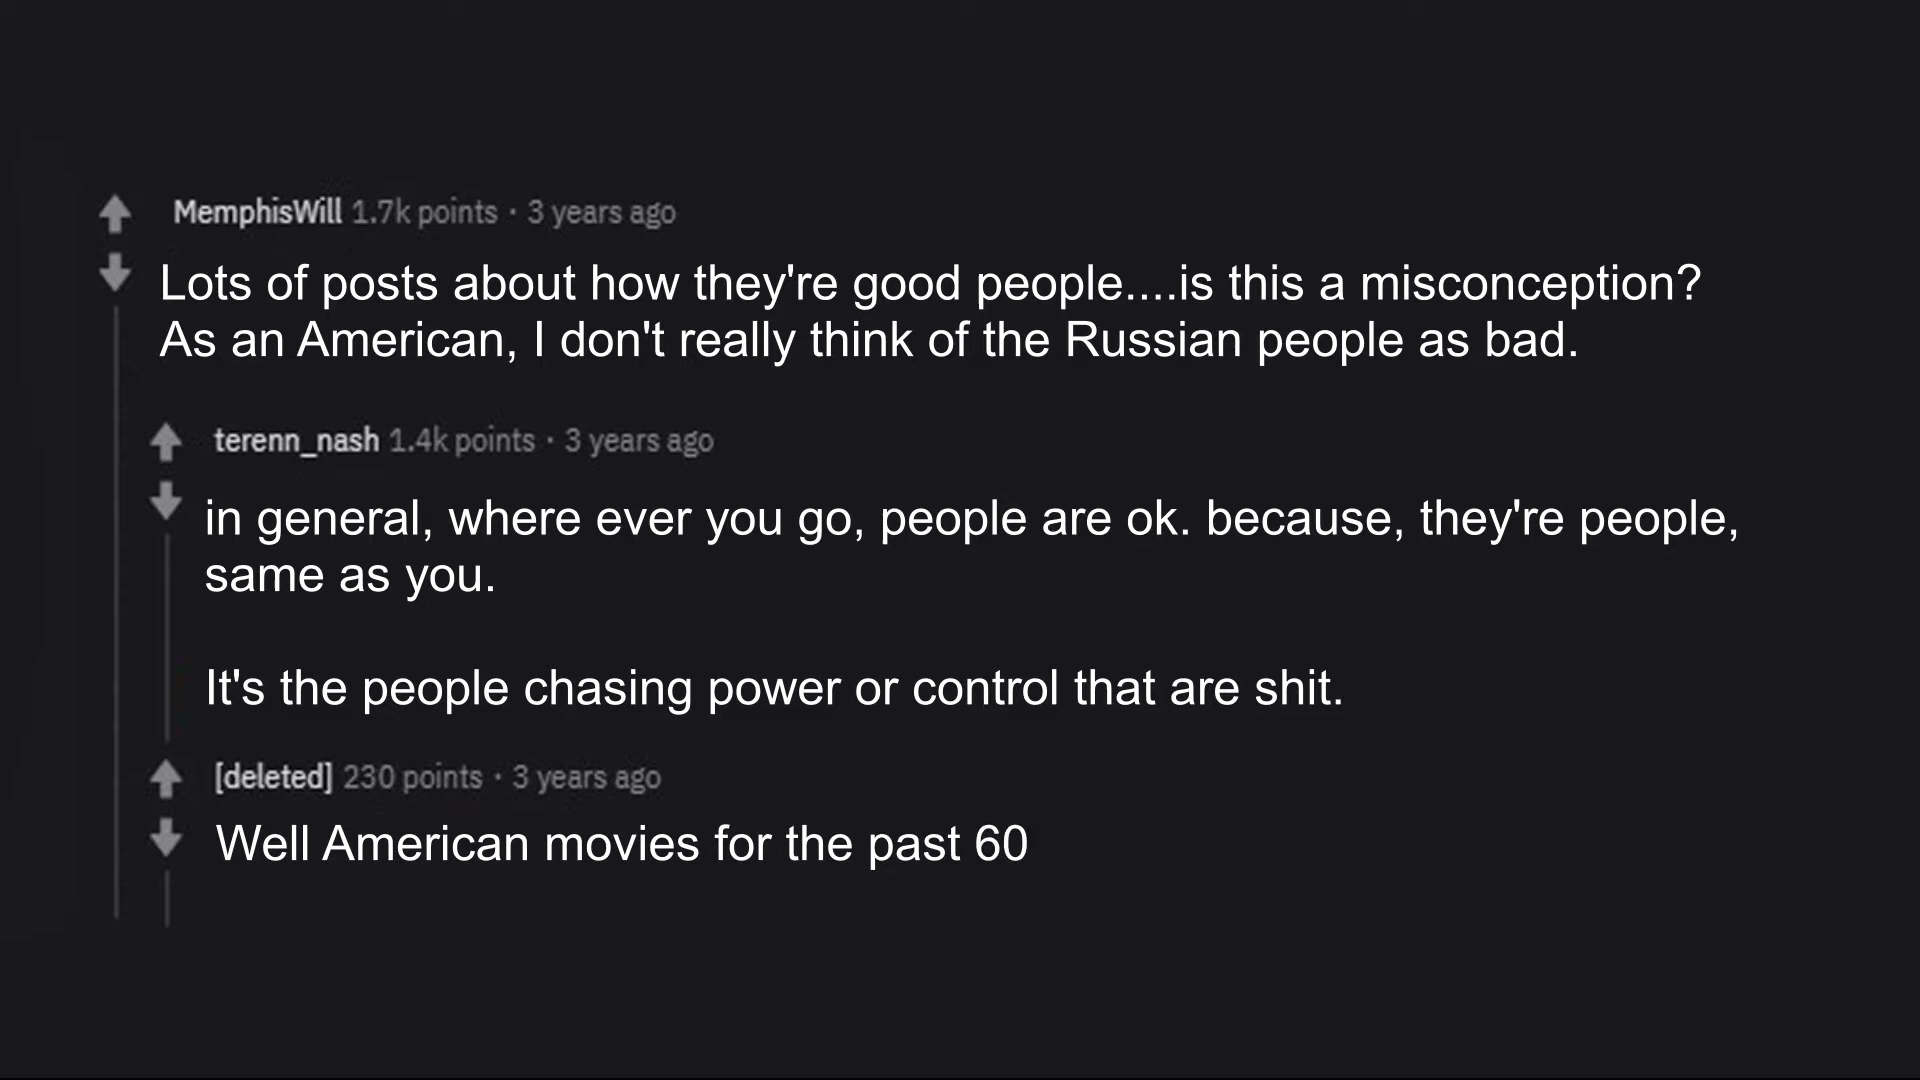 MemphisWill 1.7k points · 3 years ago
Lots of posts about how they're good people....is this a misconception?
As an American, I don't really think of the Russian people as bad.
terenn_nash 1.4k points · 3 years ago
in general, where ever you go, people are ok. because, they're people,
same as you.
It's the people chasing power or control that are shit.
[deleted] 230 points · 3 years ago
Well American movies for the past 60